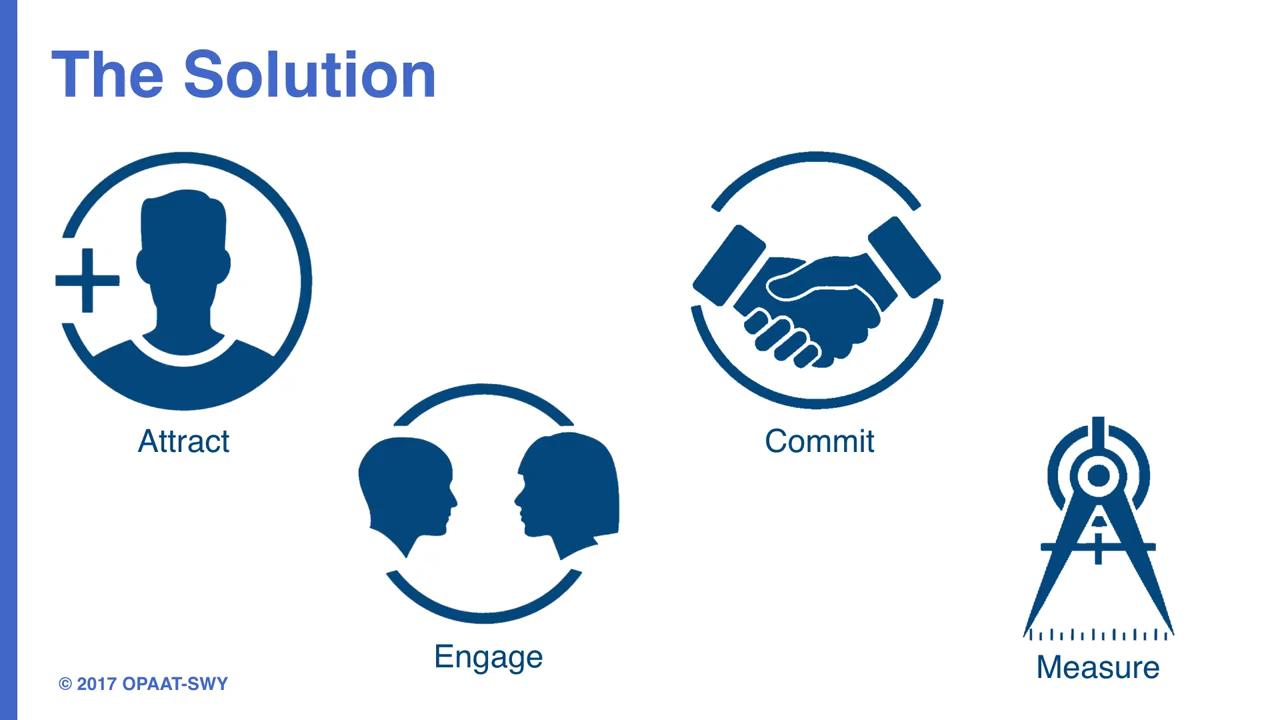 The Solution
Attract
Engage
Commit
Measure
© 2017 OPAAT-SWY